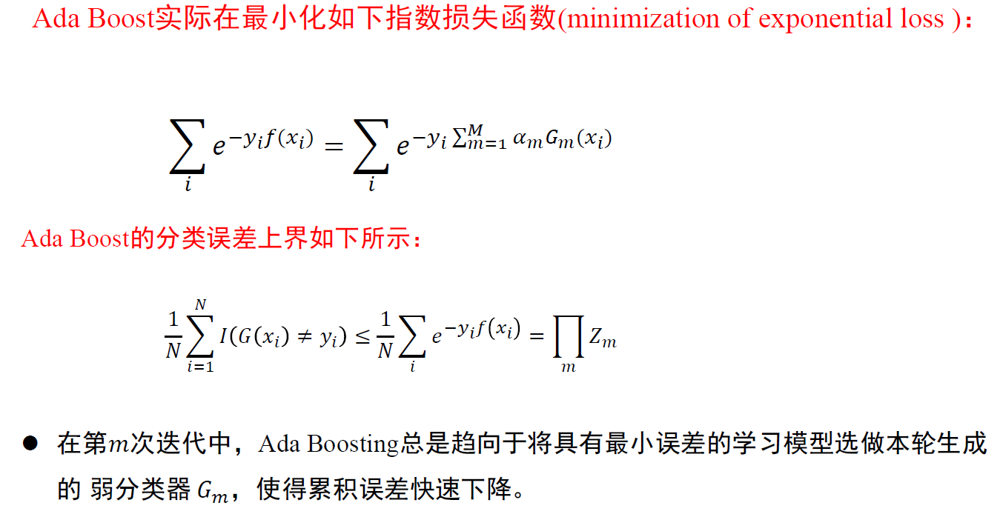 Ada Boost实际在最小化如下指数损失函数(minimization of exponential loss )：
$\sum_{i} e^{-y_i f(x_i)} = \sum_{i} e^{-y_i \sum_{m=1}^{M} \alpha_m G_m(x_i)}$
Ada Boost的分类误差上界如下所示：
$\frac{1}{N} \sum_{i=1}^{N} I(G(x_i) \neq y_i) \leq \frac{1}{N} \sum_{i} e^{-y_i f(x_i)} = \prod_{m} Z_m$
● 在第$m$次迭代中，Ada Boosting总是趋向于将具有最小误差的学习模型选做本轮生成
的 弱分类器 $G_m$，使得累积误差快速下降。